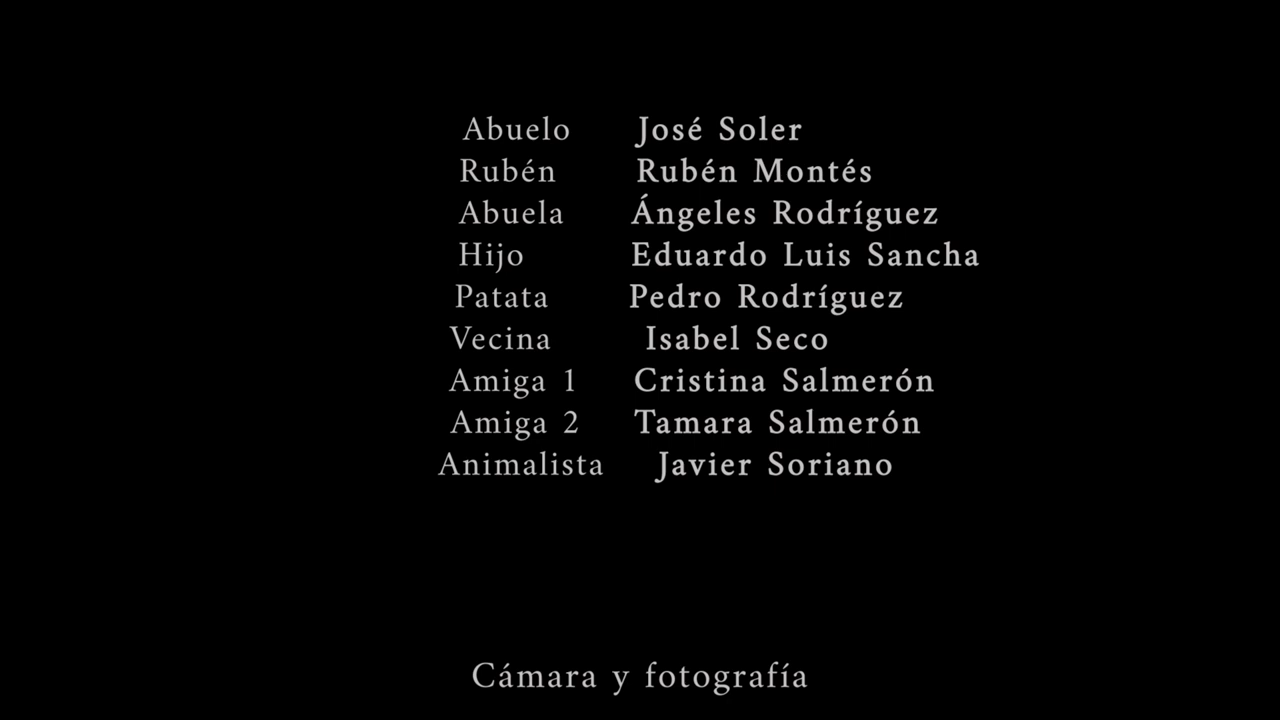 Abuelo José Soler
Rubén Rubén Montés
Abuela Ángeles Rodríguez
Hijo Eduardo Luis Sancha
Patata Pedro Rodríguez
Vecina Isabel Seco
Amiga 1 Cristina Salmerón
Amiga 2 Tamara Salmerón
Animalista Javier Soriano
Cámara y fotografía